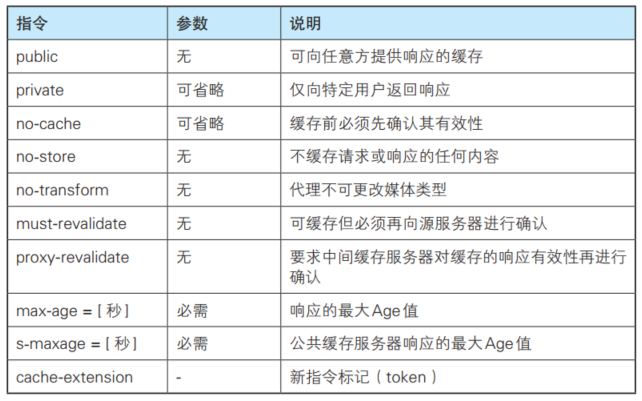 指令 参数 说明
public 无 可向任意方提供响应的缓存
private 可省略 仅向特定用户返回响应
no-cache 可省略 缓存前必须先确认其有效性
no-store 无 不缓存请求或响应的任何内容
no-transform 无 代理不可更改媒体类型
must-revalidate 无 可缓存但必须再向源服务器进行确认
proxy-revalidate 无 要求中间缓存服务器对缓存的响应有效性再进行
确认
max-age = [ 秒] 必需 响应的最大Age值
s-maxage = [ 秒] 必需 公共缓存服务器响应的最大Age值
cache-extension - 新指令标记（token）